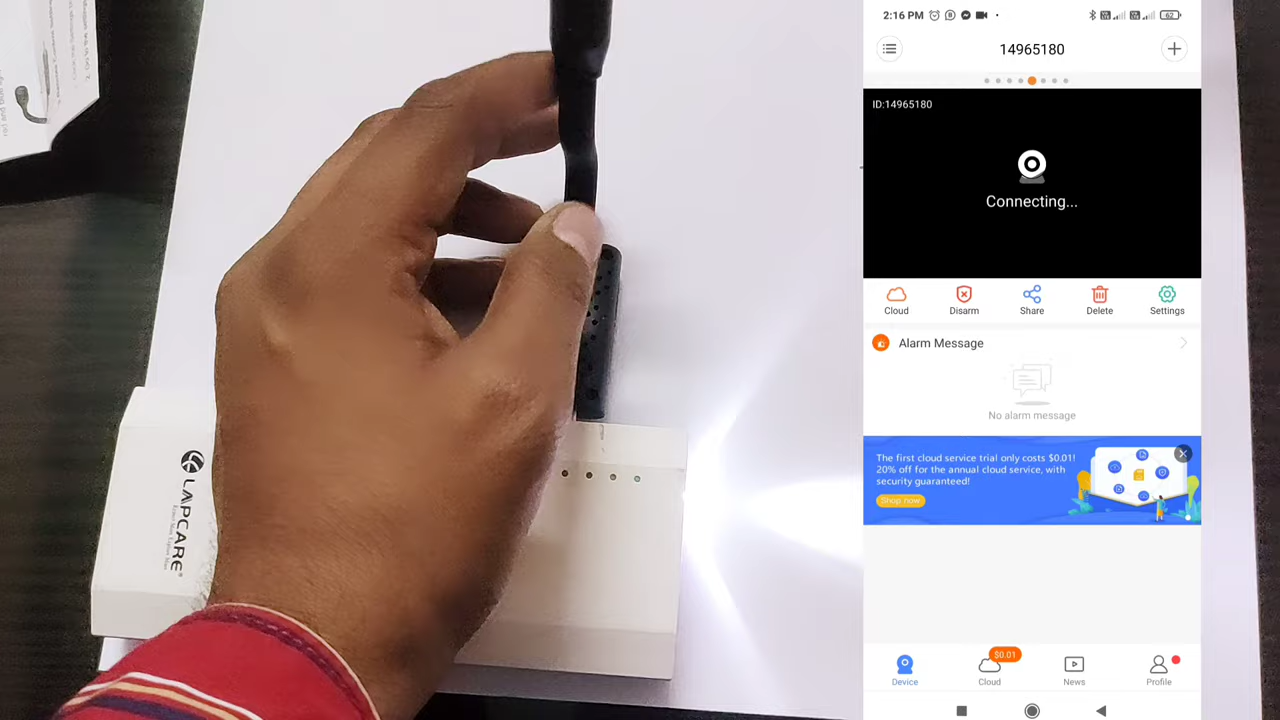 LAPCARE®
2:16 PM
62
14965180
ID:14965180
Connecting...
Cloud
Disarm
Share
Delete
Settings
Alarm Message
No alarm message
The first cloud service trial only costs $0.01!
20% off for the annual cloud service, with
security guaranteed!
Shop now
$0.01
Device
Cloud
News
Profile